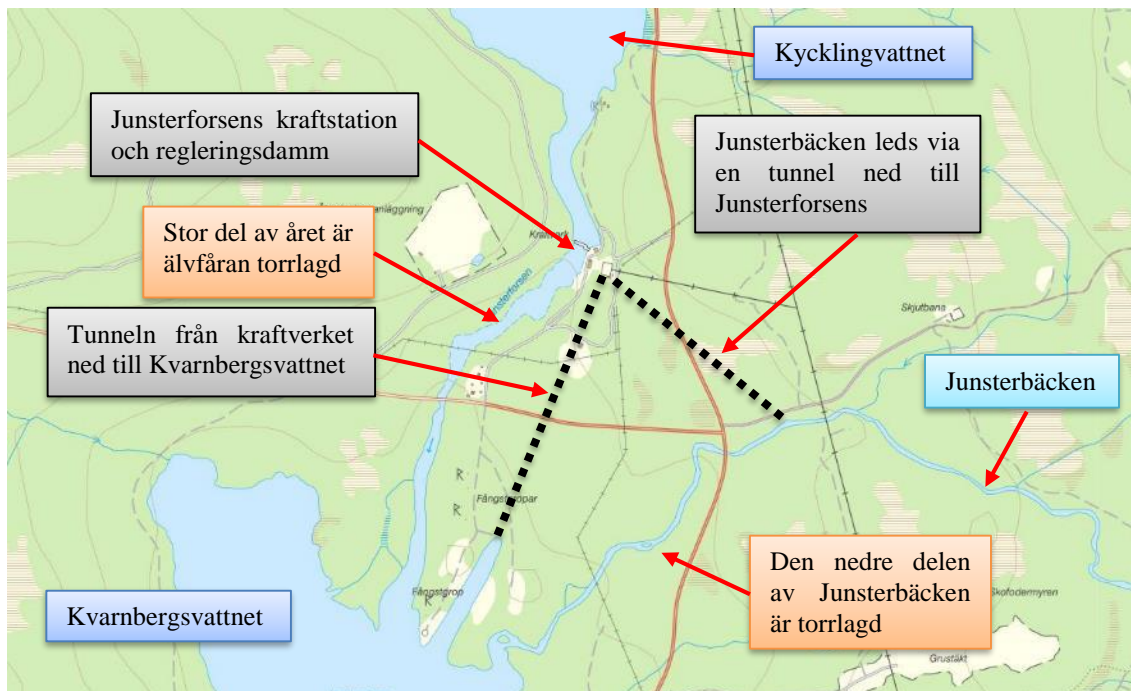 Kycklingvattnet
Junsterforsens kraftstation
och regleringsdamm
Junsterbäcken leds via
en tunnel ned till
Junsterforsens
Stor del av året är
älvfåran torrlagd
Kraftverk
Junsterforsen
Skjutbana
Tunneln från kraftverket
ned till Kvarnbergsvattnet
Junsterbäcken
Fångstgropar
R
R
Fångstgrop
R
Den nedre delen
av Junsterbäcken
är torrlagd
Kvarnbergsvattnet
Skofodermyren
Grustäkt